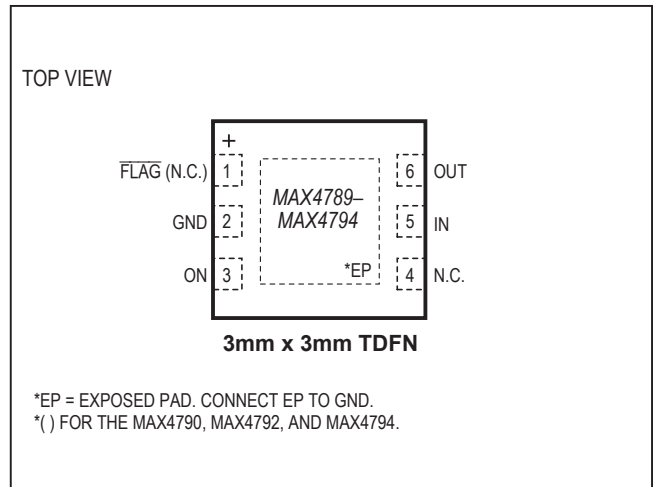 TOP VIEW
+
FLAG (N.C.) 1
GND 2
ON 3
MAX4789–
MAX4794
*EP
6 OUT
5 IN
4 N.C.
3mm x 3mm TDFN
*EP = EXPOSED PAD. CONNECT EP TO GND.
*( ) FOR THE MAX4790, MAX4792, AND MAX4794.